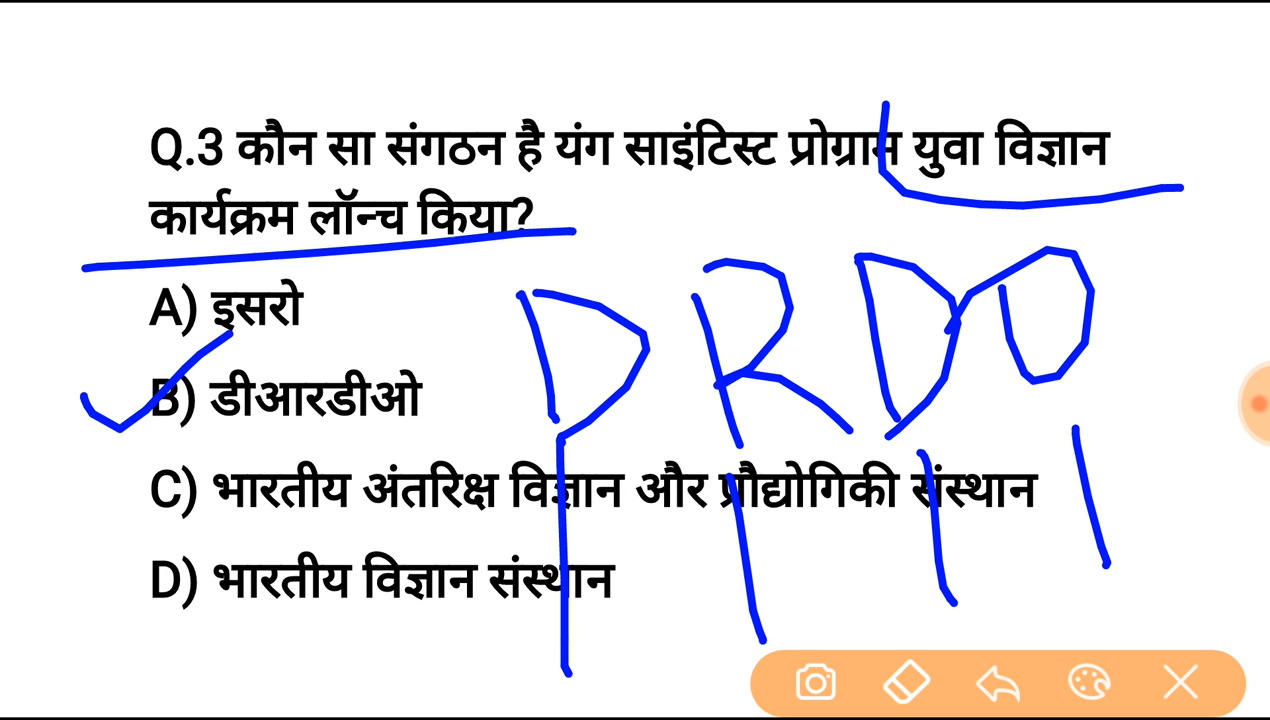 Q.3 कौन सा संगठन है यंग साइंटिस्ट प्रोग्राम युवा विज्ञान
कार्यक्रम लॉन्च किया?
A) इसरो
B) डीआरडीओ
DRDO
C) भारतीय अंतरिक्ष विज्ञान और प्रौद्योगिकी संस्थान
D) भारतीय विज्ञान संस्थान